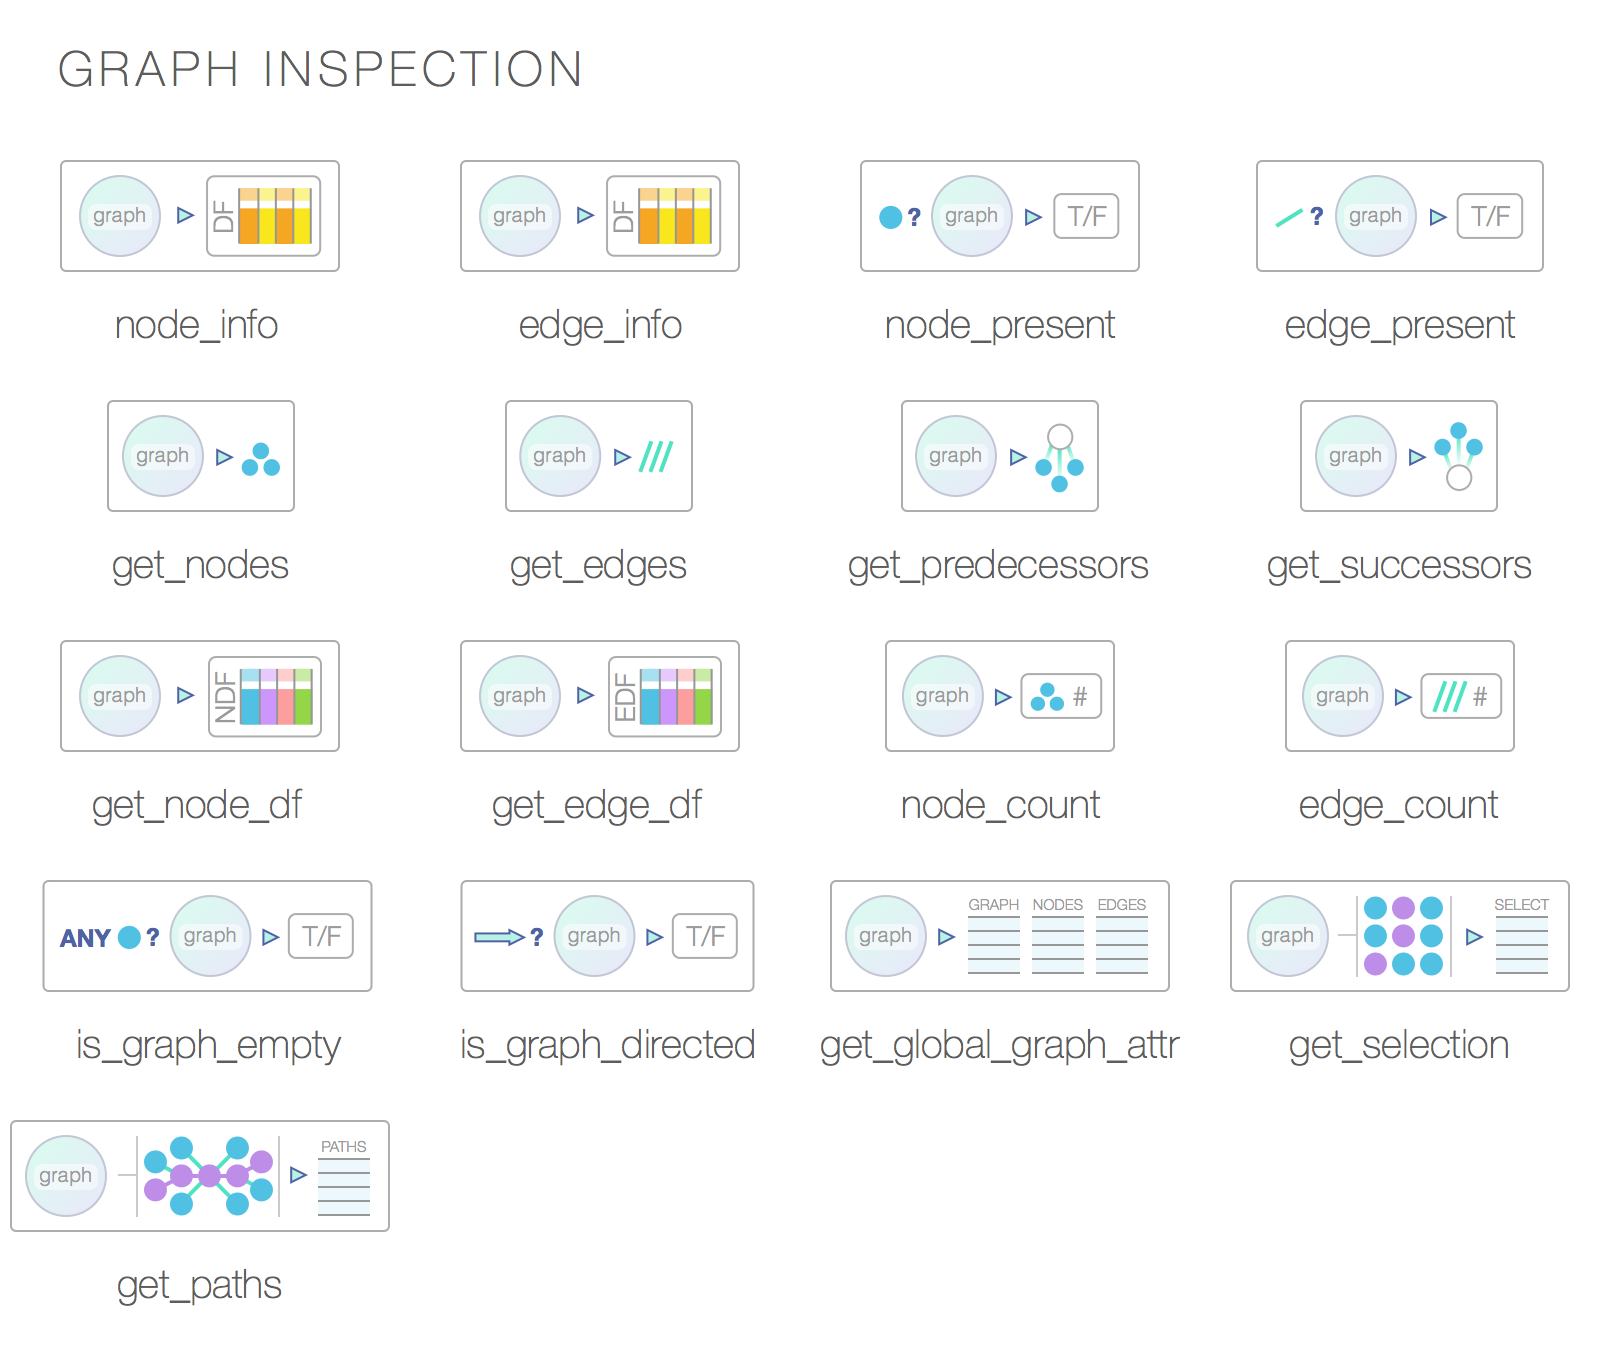 GRAPH INSPECTION
graph DF
graph DF
? graph T/F
? graph T/F
node_info
edge_info
node_present
edge_present
graph
graph
graph
graph
get_nodes
get_edges
get_predecessors
get_successors
graph NDF
graph EDF
graph #
graph #
get_node_df
get_edge_df
node_count
edge_count
ANY ? graph T/F
? graph T/F
graph GRAPH NODES EDGES
graph SELECT
is_graph_empty
is_graph_directed
get_global_graph_attr
get_selection
graph PATHS
get_paths